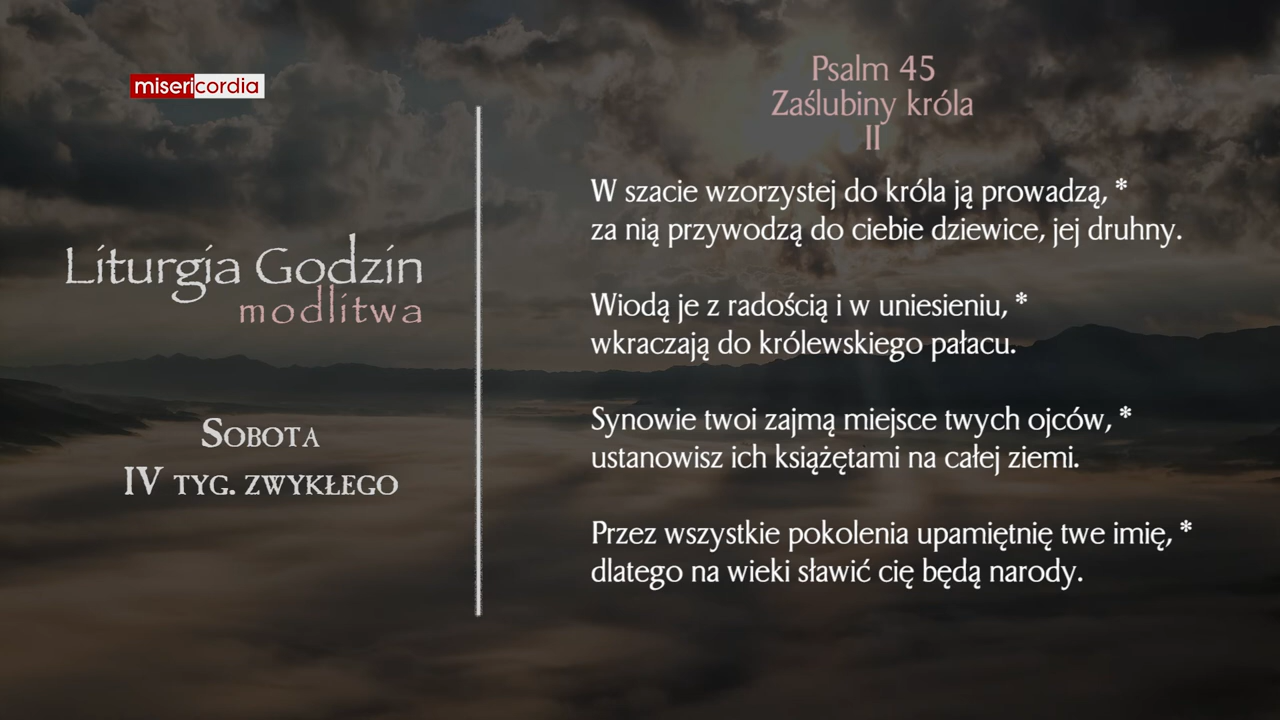 misericordia
Liturgia Godzin
modlitwa
Sobota
IV tyg. zwykłego
Psalm 45
Zaślubiny króla
II
W szacie wzorzystej do króla ją prowadzą, *
za nią przywodzą do ciebie dziewice, jej druhny.
Wiodą je z radością i w uniesieniu, *
wkraczają do królewskiego pałacu.
Synowie twoi zajmą miejsce twych ojców, *
ustanowisz ich książętami na całej ziemi.
Przez wszystkie pokolenia upamiętnię twe imię, *
dlatego na wieki sławić cię będą narody.